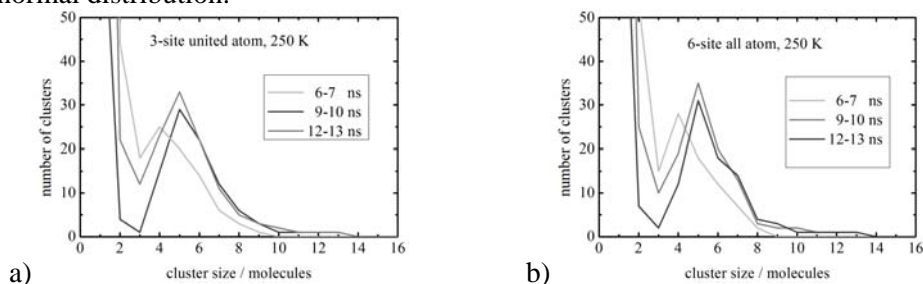 normal distribution.
50
40
30
20
10
0
number of clusters
3-site united atom, 250 K
6-7 ns
9-10 ns
12-13 ns
0 2 4 6 8 10 12 14 16
cluster size / molecules
a)
50
40
30
20
10
0
number of clusters
6-site all atom, 250 K
6-7 ns
9-10 ns
12-13 ns
0 2 4 6 8 10 12 14 16
cluster size / molecules
b)